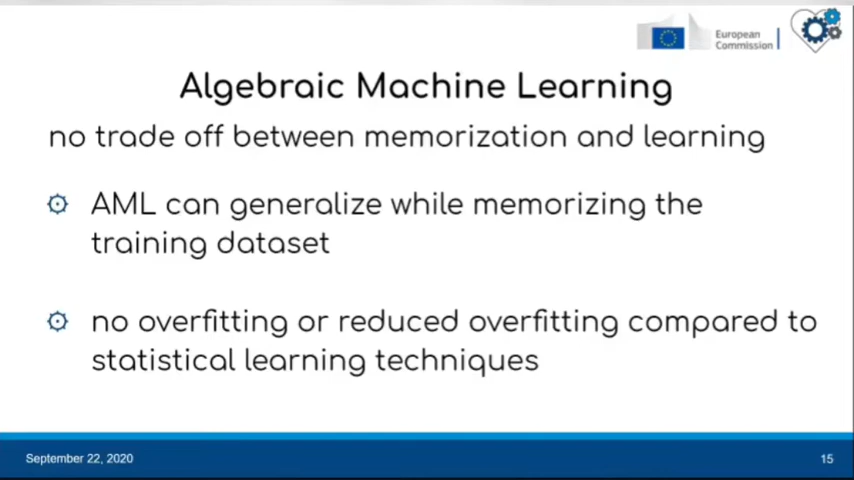 European
Commission
Algebraic Machine Learning
no trade off between memorization and learning
AML can generalize while memorizing the
training dataset
no overfitting or reduced overfitting compared to
statistical learning techniques
September 22, 2020
15